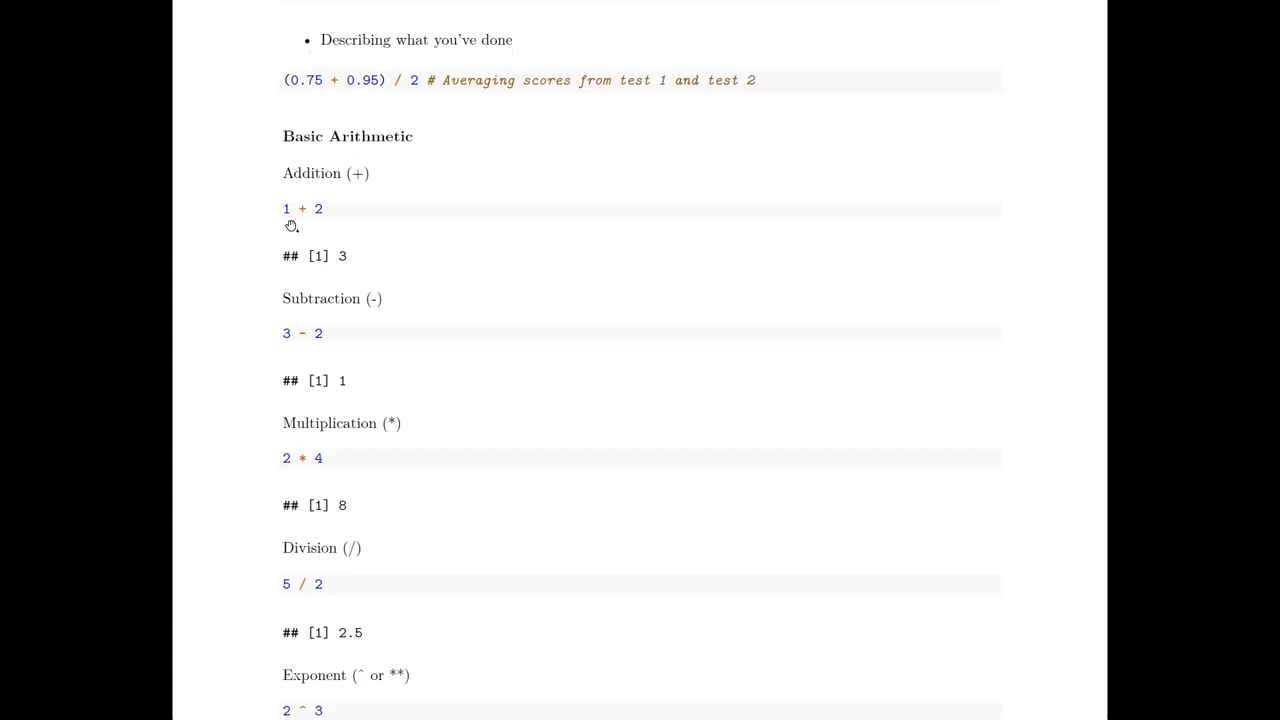 • Describing what you've done
(0.75 + 0.95) / 2 # Averaging scores from test 1 and test 2
Basic Arithmetic
Addition (+)
1 + 2
## [1] 3
Subtraction (-)
3 - 2
## [1] 1
Multiplication (*)
2 * 4
## [1] 8
Division (/)
5 / 2
## [1] 2.5
Exponent (^ or **)
2 ^ 3